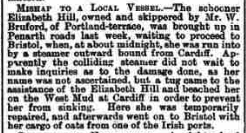 MISHAP TO A LOCAL VESSEL.—The schooner
Elizabeth Hill, owned and skippered by Mr. W.
Bruford, of Portland-terrace, was brought up in
Penarth roads last week, waiting to proceed to
Bristol, when, at about midnight, she was run into
by a steamer outward bound from Cardiff. Ap-
parently the colliding steamer did not wait to
make inquiries as to the damage done, as her
name was not ascertained, but a tug came to the
assistance of the Elizabeth Hill and beached her
on the West Mud at Cardiff in order to prevent
her from sinking. Here she was temporarily
repaired, and afterwards went on to Bristol with
her cargo of oats from one of the Irish ports.